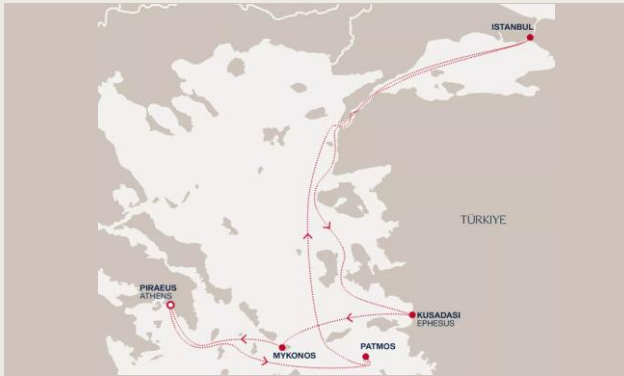 ISTANBUL
TÜRKIYE
PIRAEUS
ATHENS
KUSADASI
EPHESUS
MYKONOS
PATMOS